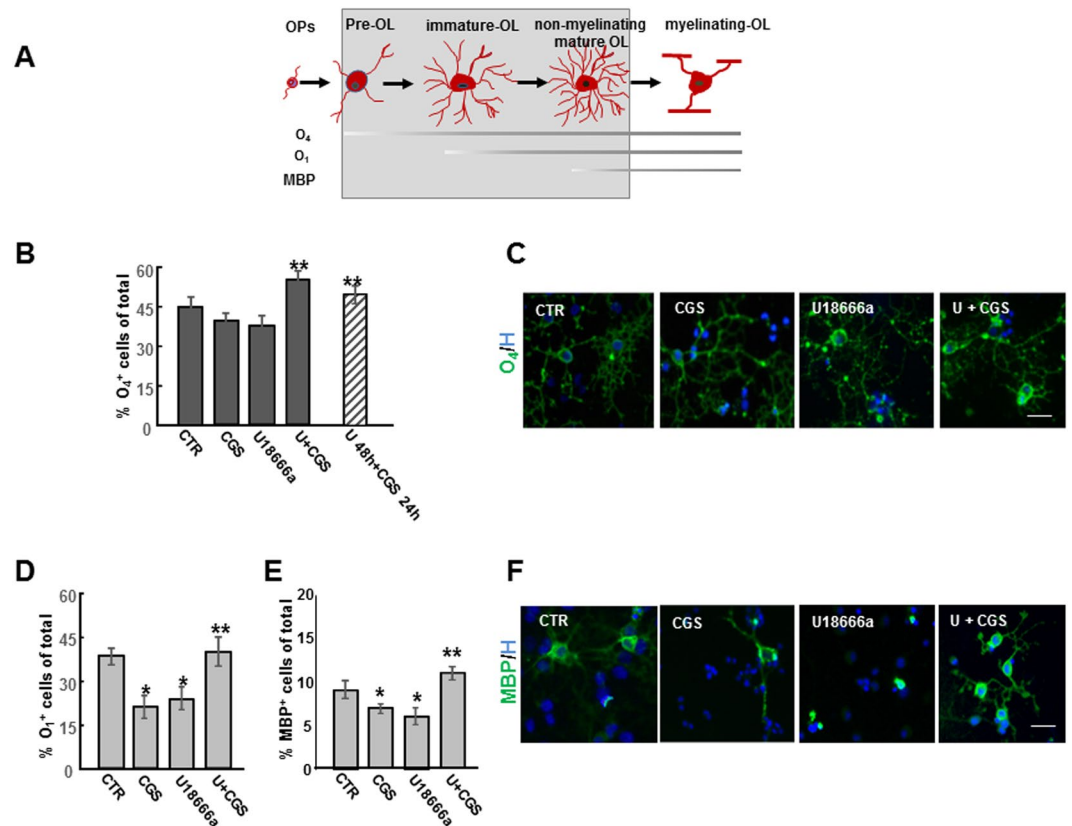 A
OPs
Pre-OL
immature-OL
non-myelinating
mature OL
myelinating-OL
O4
O1
MBP
B
% O4+ cells of total
60
45
30
15
0
**
**
CTR
CGS
U18666a
U+CGS
U 48h+CGS 24h
C
O4/H
CTR
CGS
U18666a
U + CGS
D
% O1+ cells of total
60
45
30
15
0
*
*
**
CTR
CGS
U18666a
U+CGS
E
% MBP+ cells of total
20
15
10
5
0
*
*
**
CTR
CGS
U18666a
U+CGS
F
MBP/H
CTR
CGS
U18666a
U + CGS